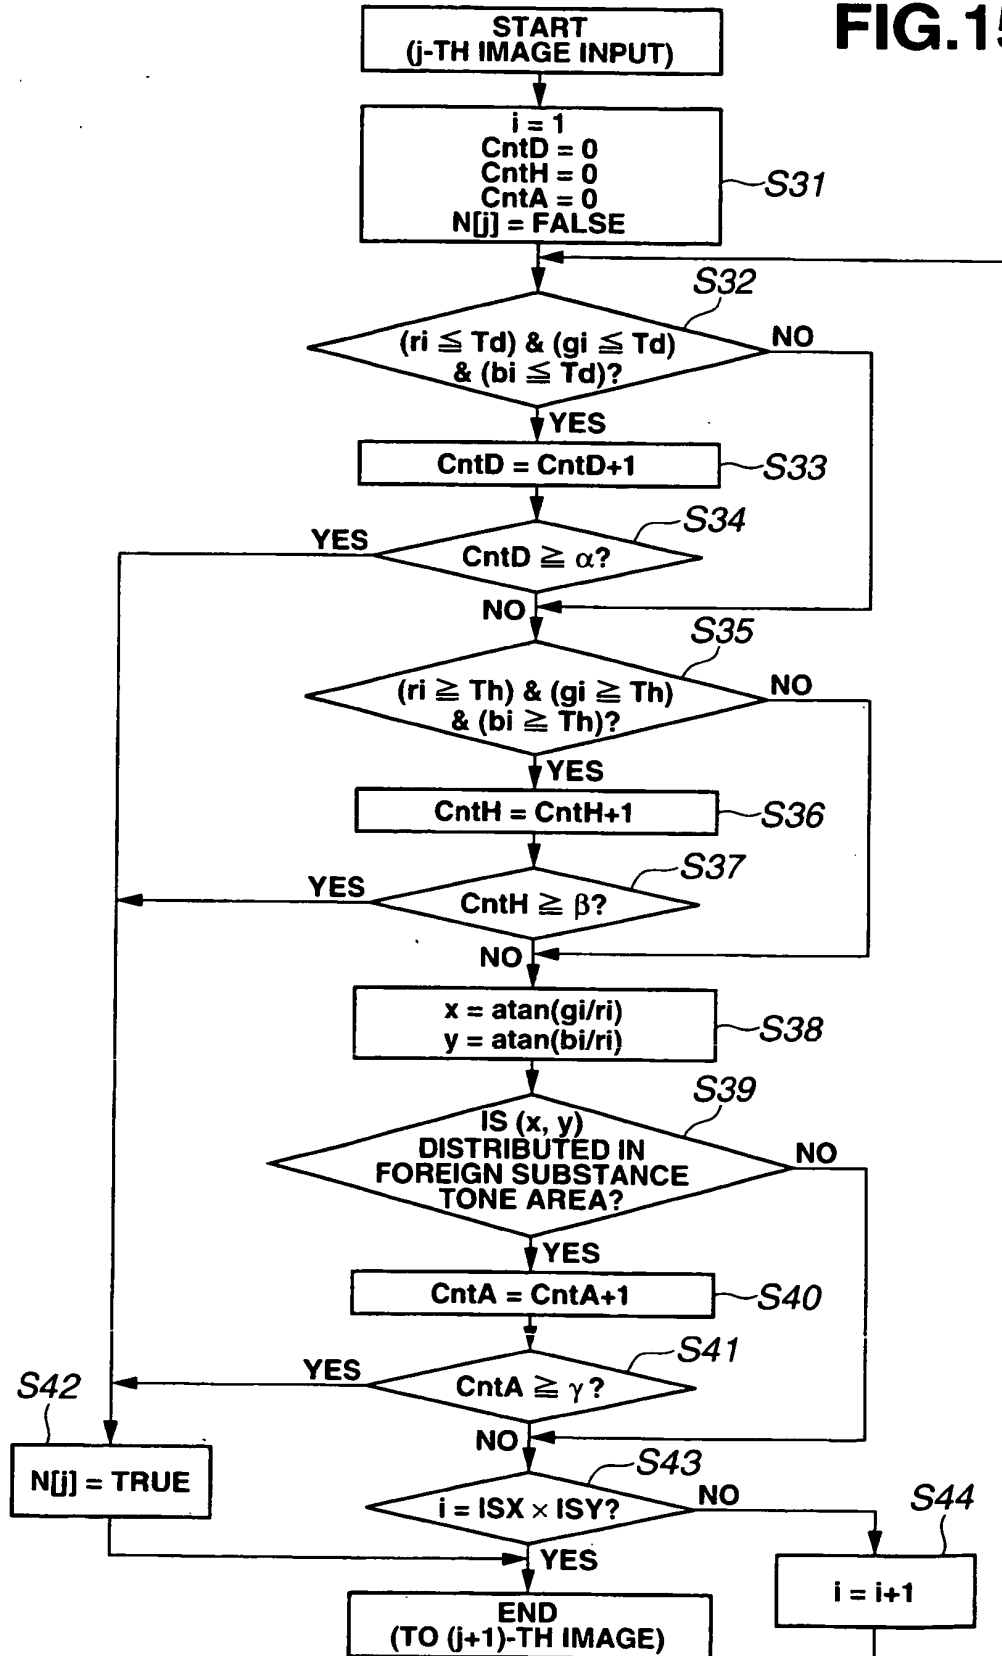 FIG.15
START
(j-TH IMAGE INPUT)
i = 1
CntD = 0
CntH = 0
CntA = 0
N[j] = FALSE
S31
S32
(ri ≦ Td) & (gi ≦ Td)
& (bi ≦ Td)?
NO
YES
CntD = CntD+1
S33
S34
YES
CntD ≧ α?
NO
S35
(ri ≧ Th) & (gi ≧ Th)
& (bi ≧ Th)?
NO
YES
CntH = CntH+1
S36
S37
YES
CntH ≧ β?
NO
x = atan(gi/ri)
y = atan(bi/ri)
S38
S39
IS (x, y)
DISTRIBUTED IN
FOREIGN SUBSTANCE
TONE AREA?
NO
YES
CntA = CntA+1
S40
S41
YES
CntA ≧ γ?
NO
S42
N[j] = TRUE
S43
i = ISX × ISY?
NO
YES
S44
i = i+1
END
(TO (j+1)-TH IMAGE)